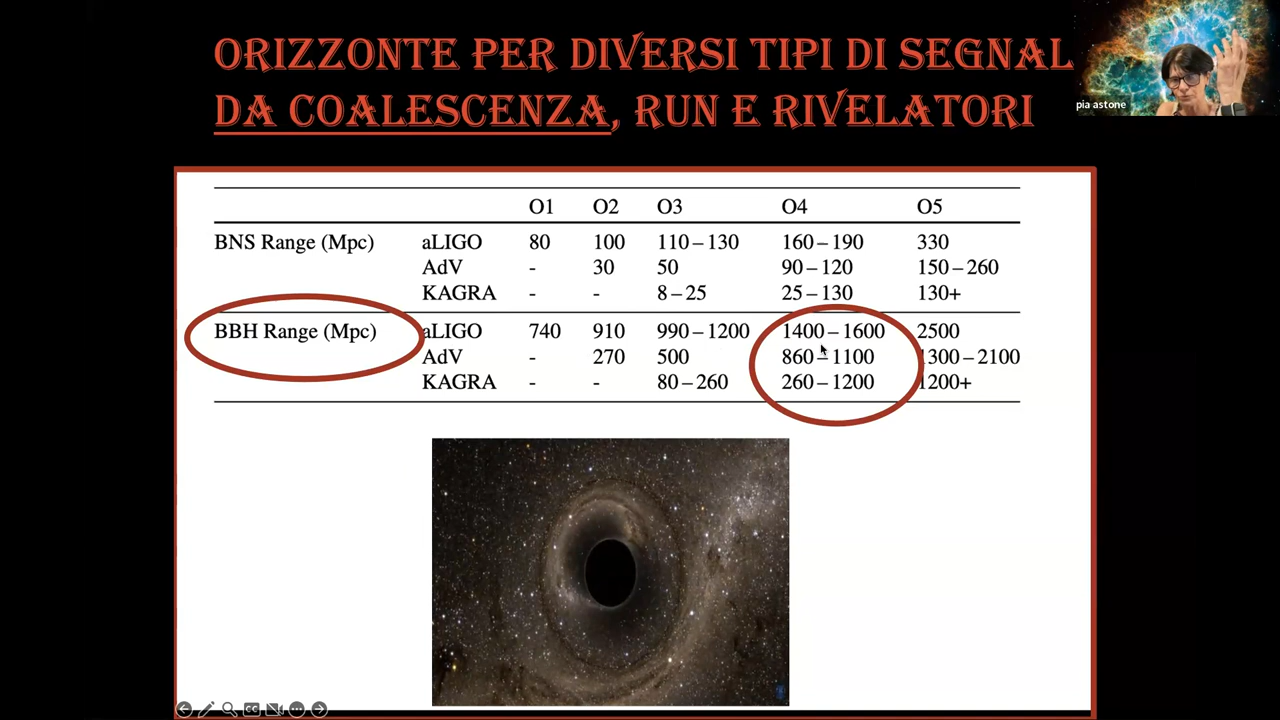 ORIZZONTE PER DIVERSI TIPI DI SEGNAL
DA COALESCENZA, RUN E RIVELATORI
pia astone
O1 O2 O3 O4 O5
BNS Range (Mpc) aLIGO 80 100 110–130 160–190 330
AdV - 30 50 90–120 150–260
KAGRA - - 8–25 25–130 130+
BBH Range (Mpc) aLIGO 740 910 990–1200 1400–1600 2500
AdV - 270 500 860–1100 1300–2100
KAGRA - - 80–260 260–1200 1200+
CC